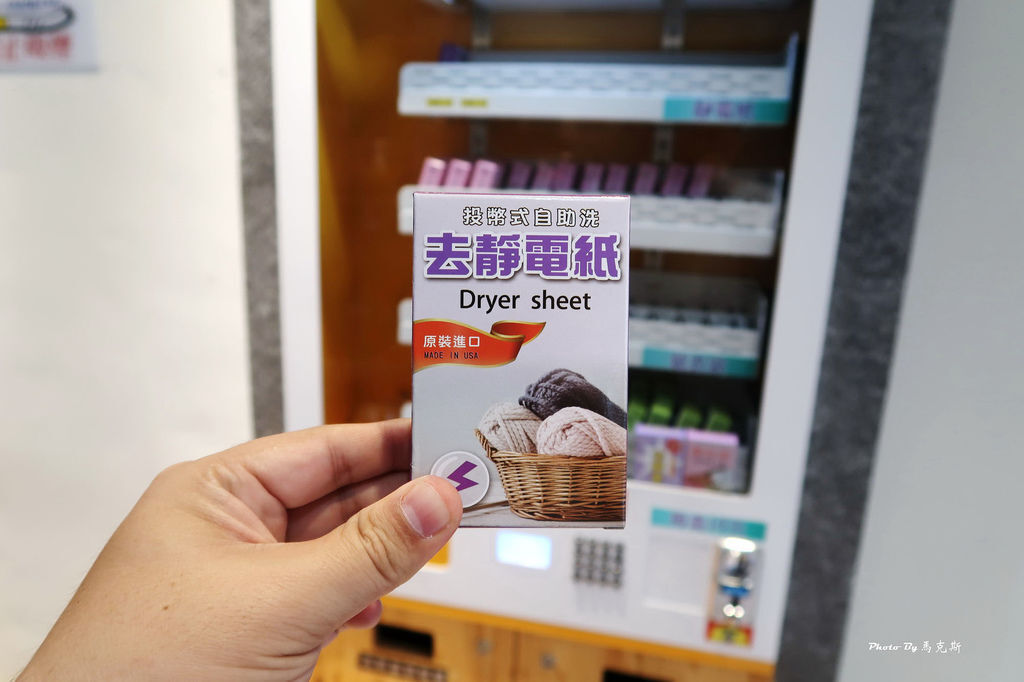 投幣式自助洗
去靜電紙
Dryer sheet
原裝進口
MADE IN USA
Photo By 馬克斯